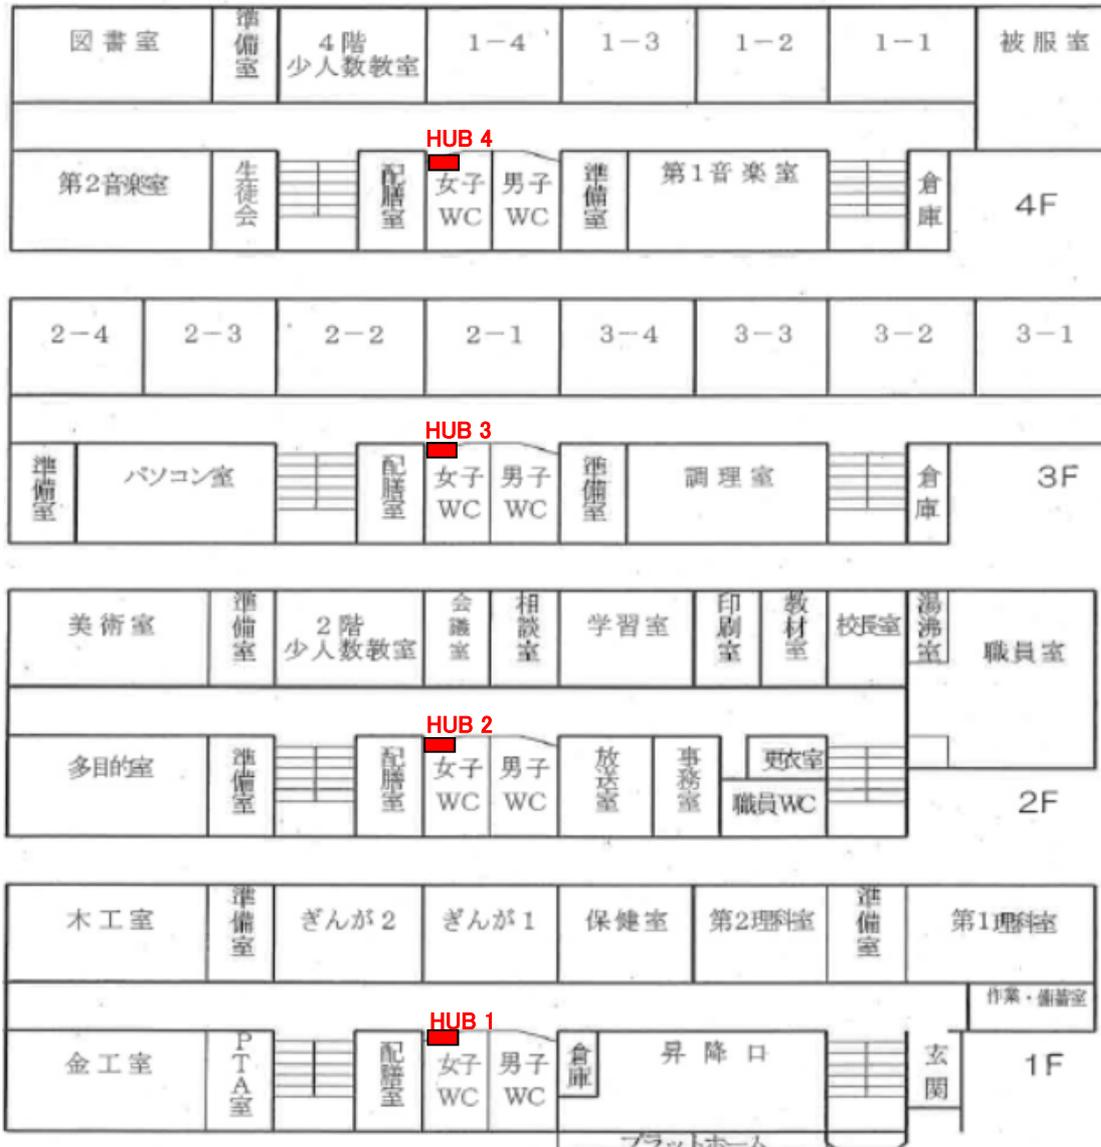 図書室
準備室
4階
少人数教室
1－4
1－3
1－2
1－1
被服室
HUB 4
第2音楽室
生徒会
配膳室
女子
WC
男子
WC
準備室
第1音楽室
倉庫
4F
2－4
2－3
2－2
2－1
3－4
3－3
3－2
3－1
HUB 3
準備室
パソコン室
配膳室
女子
WC
男子
WC
準備室
調理室
倉庫
3F
美術室
準備室
2階
少人数教室
会議室
相談室
学習室
印刷室
教材室
校長室
湯沸室
職員室
HUB 2
多目的室
準備室
配膳室
女子
WC
男子
WC
放送室
事務室
更衣室
職員WC
2F
木工室
準備室
ぎんが2
ぎんが1
保健室
第2理科室
準備室
第1理科室
作業・備蓄室
HUB 1
金工室
PTA室
配膳室
女子
WC
男子
WC
倉庫
昇降口
玄関
1F
プラットホーム